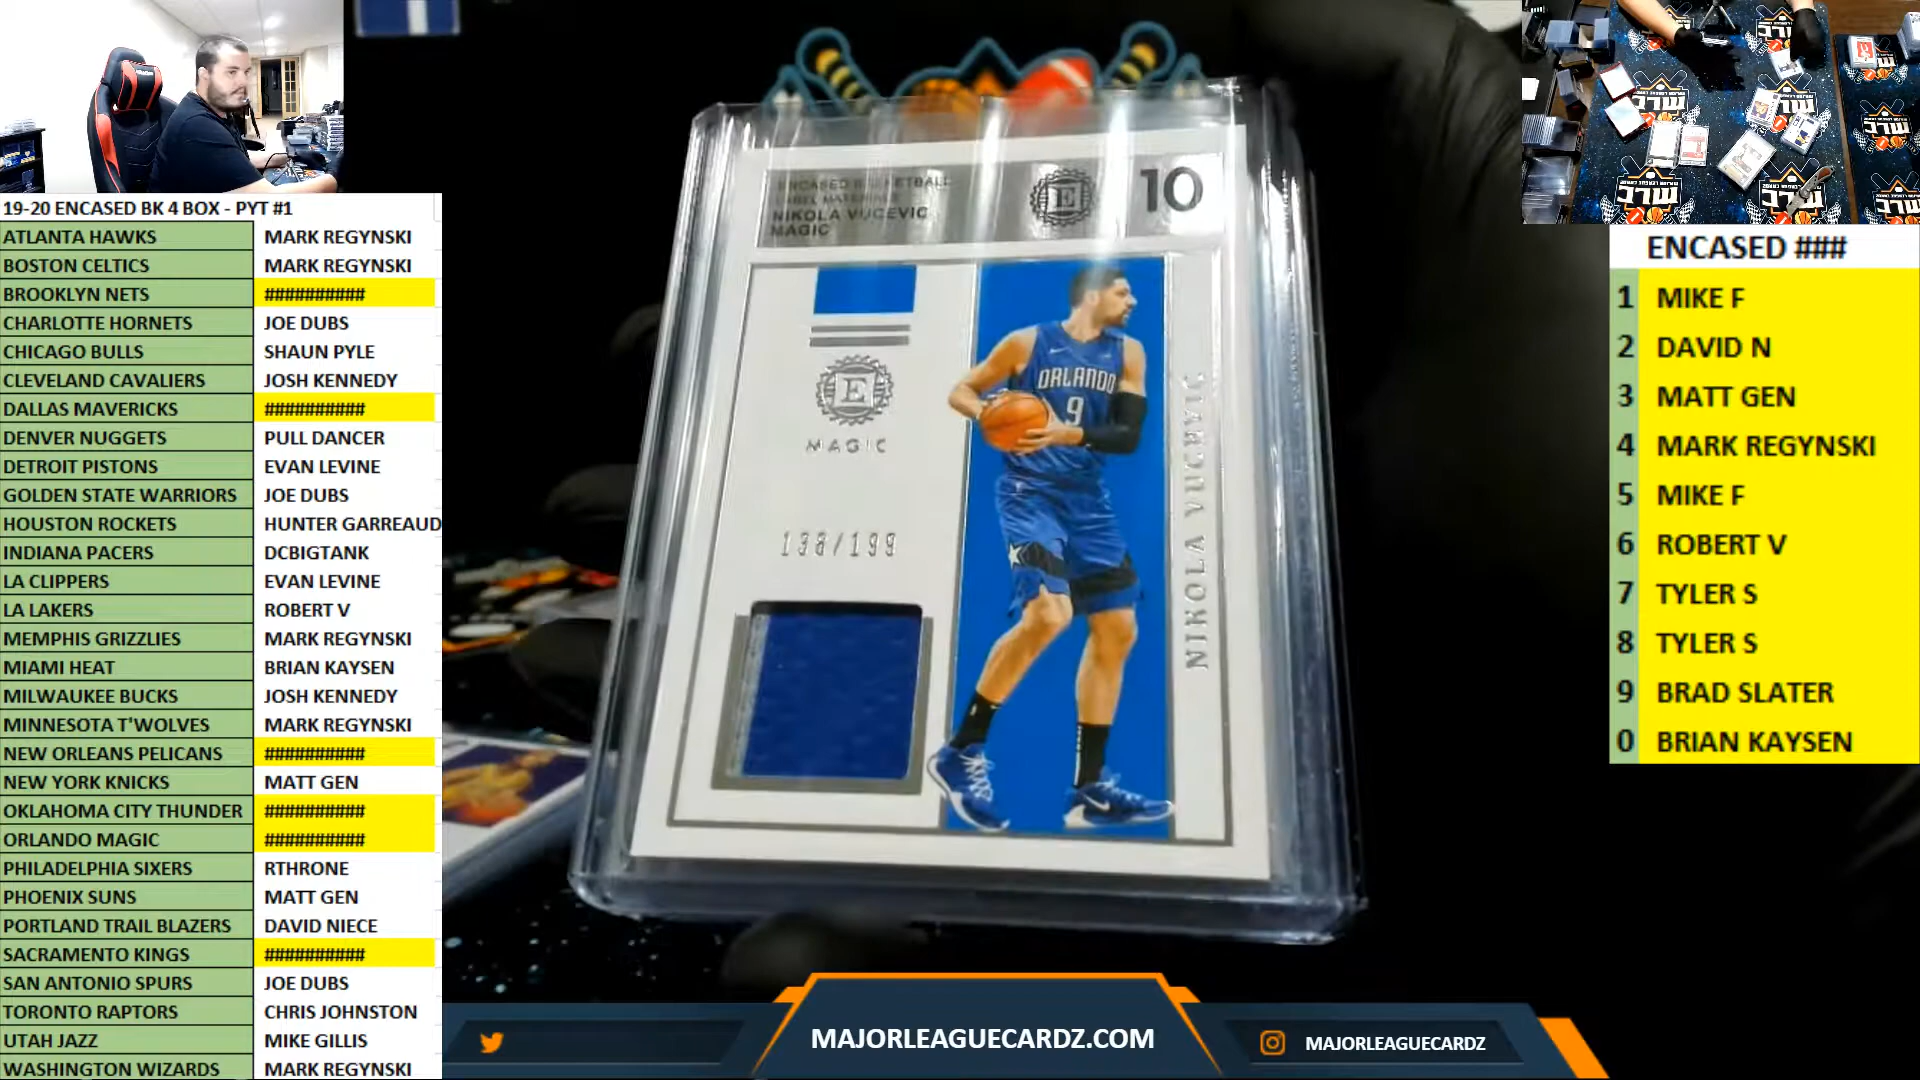 19-20 ENCASED BK 4 BOX - PYT #1
ATLANTA HAWKS MARK REGYNSKI
BOSTON CELTICS MARK REGYNSKI
BROOKLYN NETS ##########
CHARLOTTE HORNETS JOE DUBS
CHICAGO BULLS SHAUN PYLE
CLEVELAND CAVALIERS JOSH KENNEDY
DALLAS MAVERICKS ##########
DENVER NUGGETS PULL DANCER
DETROIT PISTONS EVAN LEVINE
GOLDEN STATE WARRIORS JOE DUBS
HOUSTON ROCKETS HUNTER GARREAUD
INDIANA PACERS DCBIGTANK
LA CLIPPERS EVAN LEVINE
LA LAKERS ROBERT V
MEMPHIS GRIZZLIES MARK REGYNSKI
MIAMI HEAT BRIAN KAYSEN
MILWAUKEE BUCKS JOSH KENNEDY
MINNESOTA T'WOLVES MARK REGYNSKI
NEW ORLEANS PELICANS ##########
NEW YORK KNICKS MATT GEN
OKLAHOMA CITY THUNDER ##########
ORLANDO MAGIC ##########
PHILADELPHIA SIXERS RTHRONE
PHOENIX SUNS MATT GEN
PORTLAND TRAIL BLAZERS DAVID NIECE
SACRAMENTO KINGS ##########
SAN ANTONIO SPURS JOE DUBS
TORONTO RAPTORS CHRIS JOHNSTON
UTAH JAZZ MIKE GILLIS
WASHINGTON WIZARDS MARK REGYNSKI
ENCASED BASKETBALL
LABEL MATERIALS
NIKOLA VUCEVIC
MAGIC
E
10
E
MAGIC
138/199
ORLANDO
9
NIKOLA VUCEVIC
ENCASED ###
1 MIKE F
2 DAVID N
3 MATT GEN
4 MARK REGYNSKI
5 MIKE F
6 ROBERT V
7 TYLER S
8 TYLER S
9 BRAD SLATER
0 BRIAN KAYSEN
MAJORLEAGUECARDZ.COM
MAJORLEAGUECARDZ